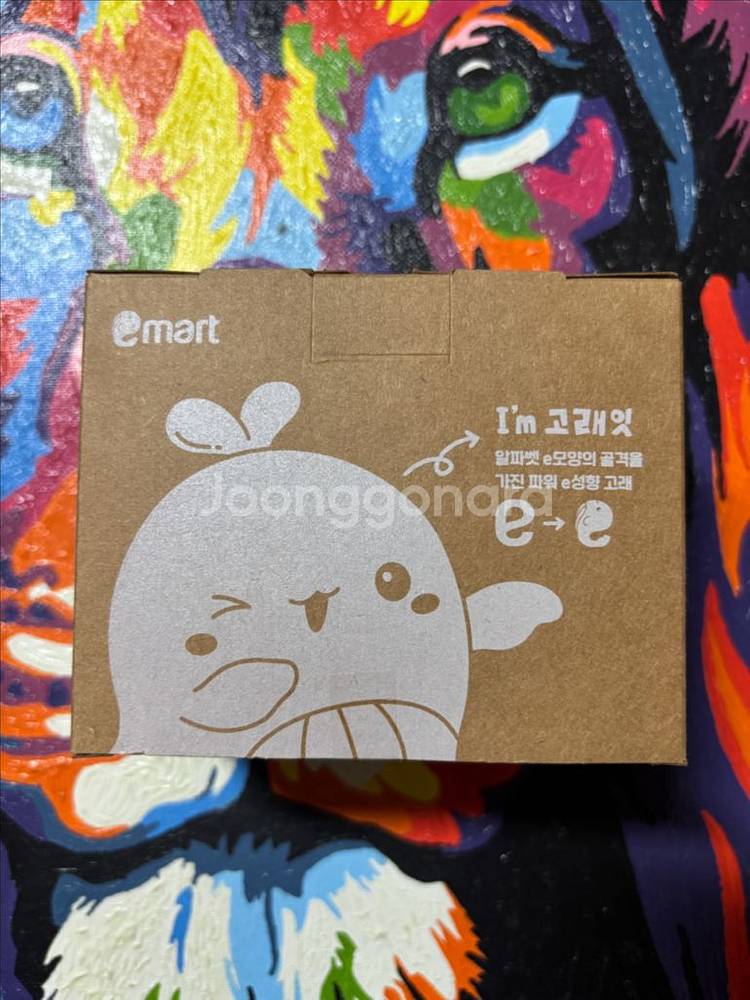 emart
I'm 고래잇
알파벳 e모양의 골격을
가진 파워 e성향 고래
e → e
Joonggonara